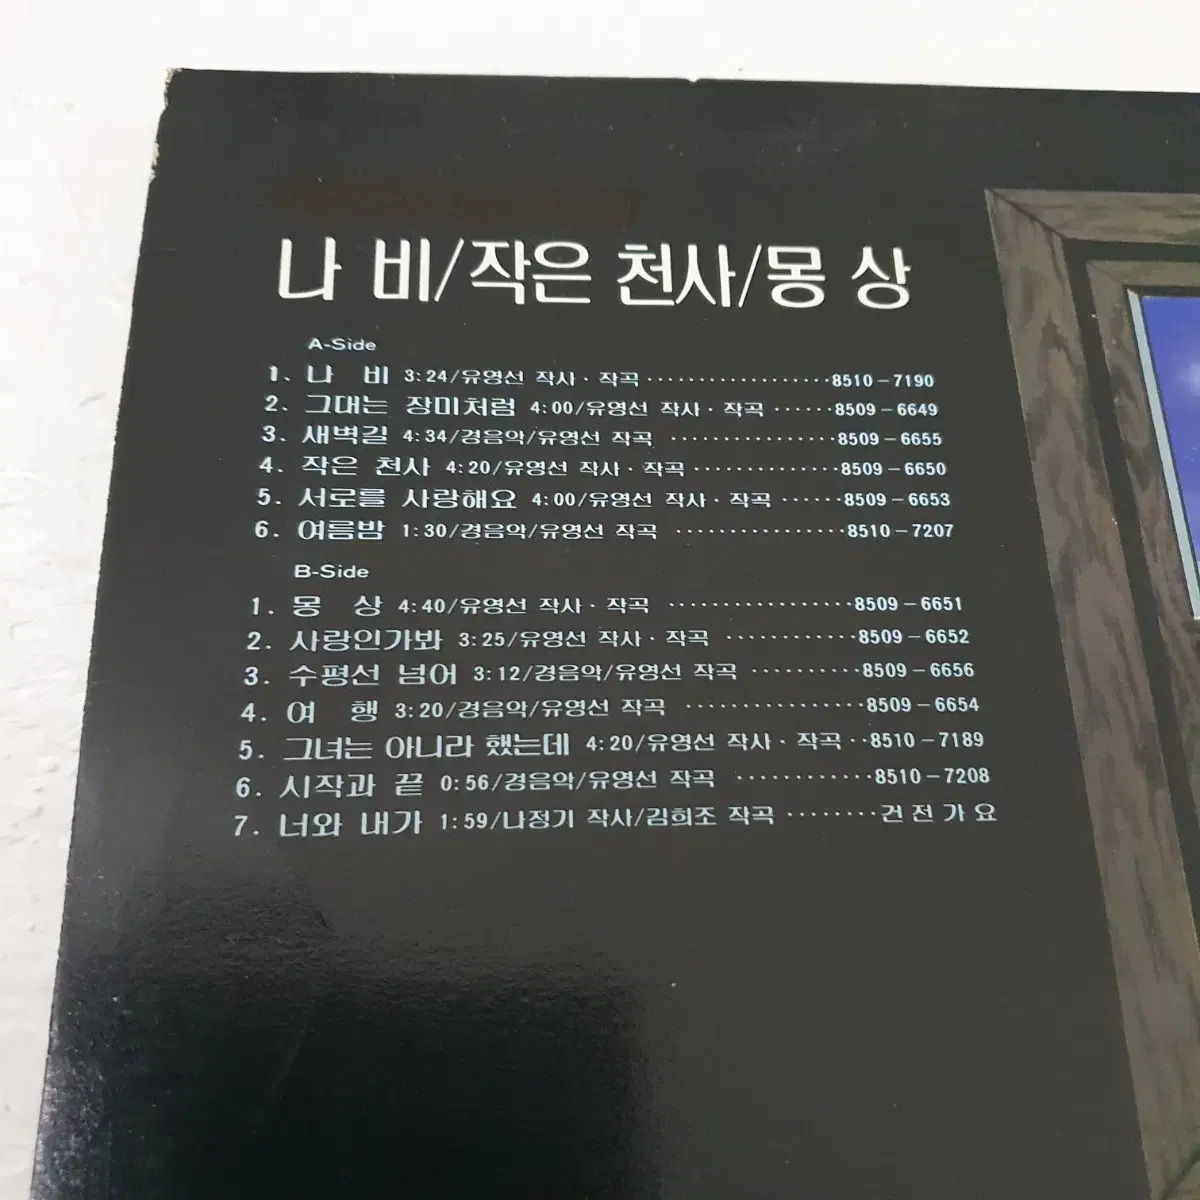 나 비/작은 천사/몽 상
A-Side
1. 나 비 3:24/유영선 작사·작곡 ·················· 8510-7190
2. 그대는 장미처럼 4:00/유영선 작사·작곡 ······ 8509-6649
3. 새벽길 4:34/경음악/유영선 작곡 ················ 8509-6655
4. 작은 천사 4:20/유영선 작사·작곡 ·············· 8509-6650
5. 서로를 사랑해요 4:00/유영선 작사·작곡 ······ 8509-6653
6. 여름밤 1:30/경음악/유영선 작곡 ················ 8510-7207
B-Side
1. 몽 상 4:40/유영선 작사·작곡 ·················· 8509-6651
2. 사랑인가봐 3:25/유영선 작사·작곡 ············ 8509-6652
3. 수평선 넘어 3:12/경음악/유영선 작곡 ·········· 8509-6656
4. 여 행 3:20/경음악/유영선 작곡 ················ 8509-6654
5. 그녀는 아니라 했는데 4:20/유영선 작사·작곡 ·· 8510-7189
6. 시작과 끝 0:56/경음악/유영선 작곡 ············ 8510-7208
7. 너와 내가 1:59/나정기 작사/김희조 작곡 ········ 건전가요